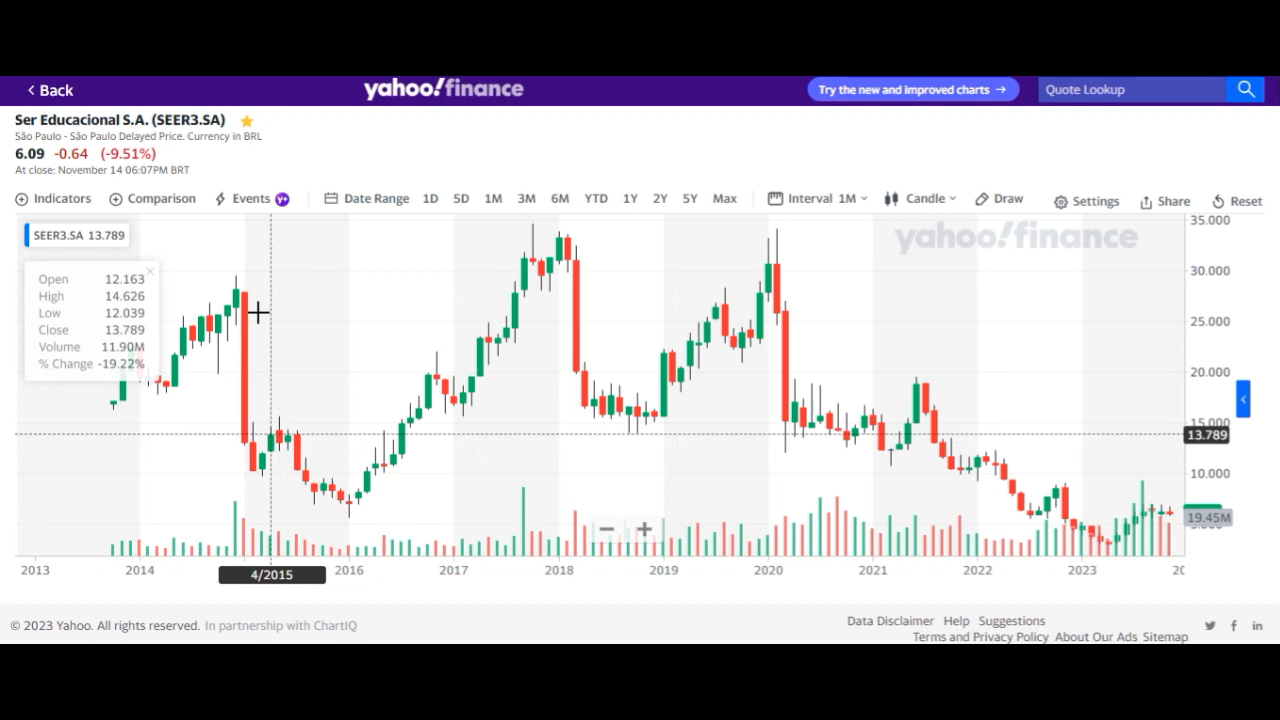 < Back
yahoo!finance
Try the new and improved charts →
Quote Lookup
Ser Educacional S.A. (SEER3.SA)
São Paulo - São Paulo Delayed Price. Currency in BRL
6.09 -0.64 (-9.51%)
At close: November 14 06:07PM BRT
Indicators Comparison Events Y+ Date Range 1D 5D 1M 3M 6M YTD 1Y 2Y 5Y Max Interval 1M Candle Draw Settings Share Reset
SEER3.SA 13.789
yahoo!finance
Open 12.163
High 14.626
Low 12.039
Close 13.789
Volume 11.90M
% Change -19.22%
35.000
30.000
25.000
20.000
15.000
13.789
10.000
19.45M
5.000
2013 2014 4/2015 2016 2017 2018 2019 2020 2021 2022 2023 20
© 2023 Yahoo. All rights reserved. In partnership with ChartIQ
Data Disclaimer Help Suggestions
Terms and Privacy Policy About Our Ads Sitemap